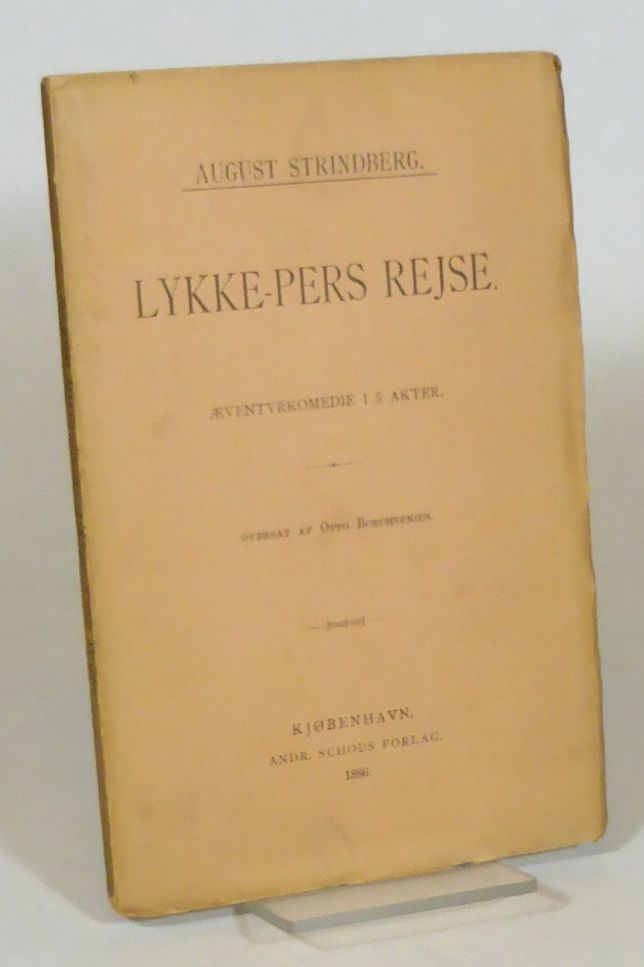 AUGUST STRINDBERG.
LYKKE-PERS REJSE.
ÆVENTYRKOMEDIE I 5 AKTER.
OVERSAT AF OTTO BORCHSENIUS.
KJØBENHAVN.
ANDR. SCHOUS FORLAG.
1886.